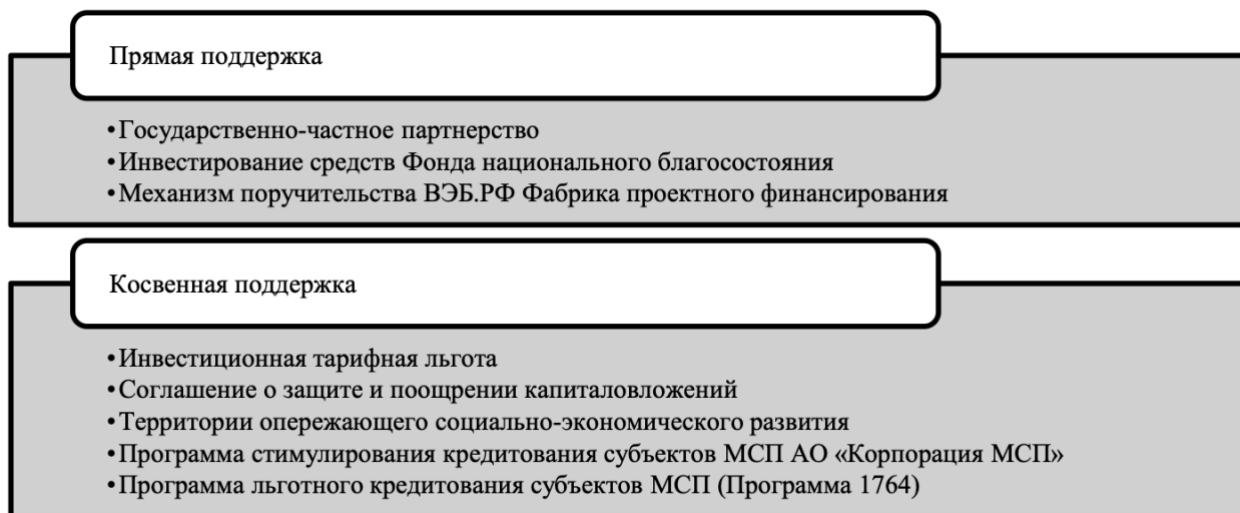 Прямая поддержка
•Государственно-частное партнерство
•Инвестирование средств Фонда национального благосостояния
•Механизм поручительства ВЭБ.РФ Фабрика проектного финансирования
Косвенная поддержка
•Инвестиционная тарифная льгота
•Соглашение о защите и поощрении капиталовложений
•Территории опережающего социально-экономического развития
•Программа стимулирования кредитования субъектов МСП АО «Корпорация МСП»
•Программа льготного кредитования субъектов МСП (Программа 1764)